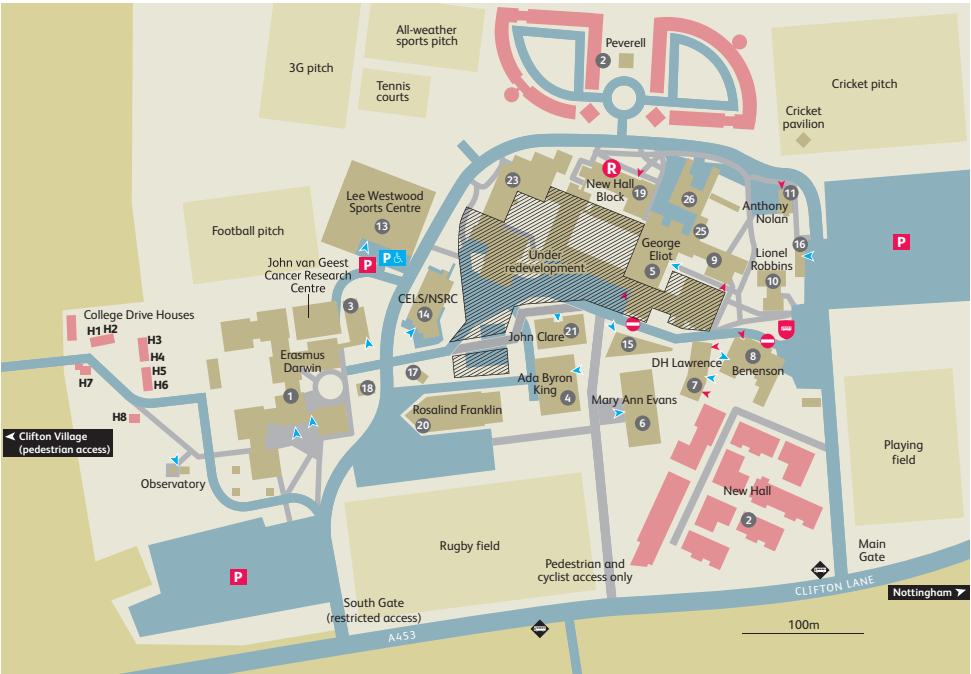 All-weather
sports pitch
3G pitch
Tennis
courts
Peverell
2
Cricket pitch
Cricket
pavilion
R
23
New Hall
Block
19
26
11
Anthony
Nolan
Lee Westwood
Sports Centre
13
Football pitch
25
16
P
George
Eliot
5
9
Lionel
Robbins
10
Under
redevelopment
P
P
John van Geest
Cancer Research
Centre
3
CELS/NSRC
14
College Drive Houses
H1
H2
H3
H4
H5
H6
H7
H8
John Clare
21
15
8
Benenson
DH Lawrence
7
Erasmus
Darwin
1
18
17
Ada Byron
King
4
Mary Ann Evans
6
Rosalind Franklin
20
Clifton Village
(pedestrian access)
Observatory
Playing
field
New Hall
2
Rugby field
Pedestrian and
cyclist access only
Main
Gate
P
South Gate
(restricted access)
CLIFTON LANE
Nottingham
A453
100m